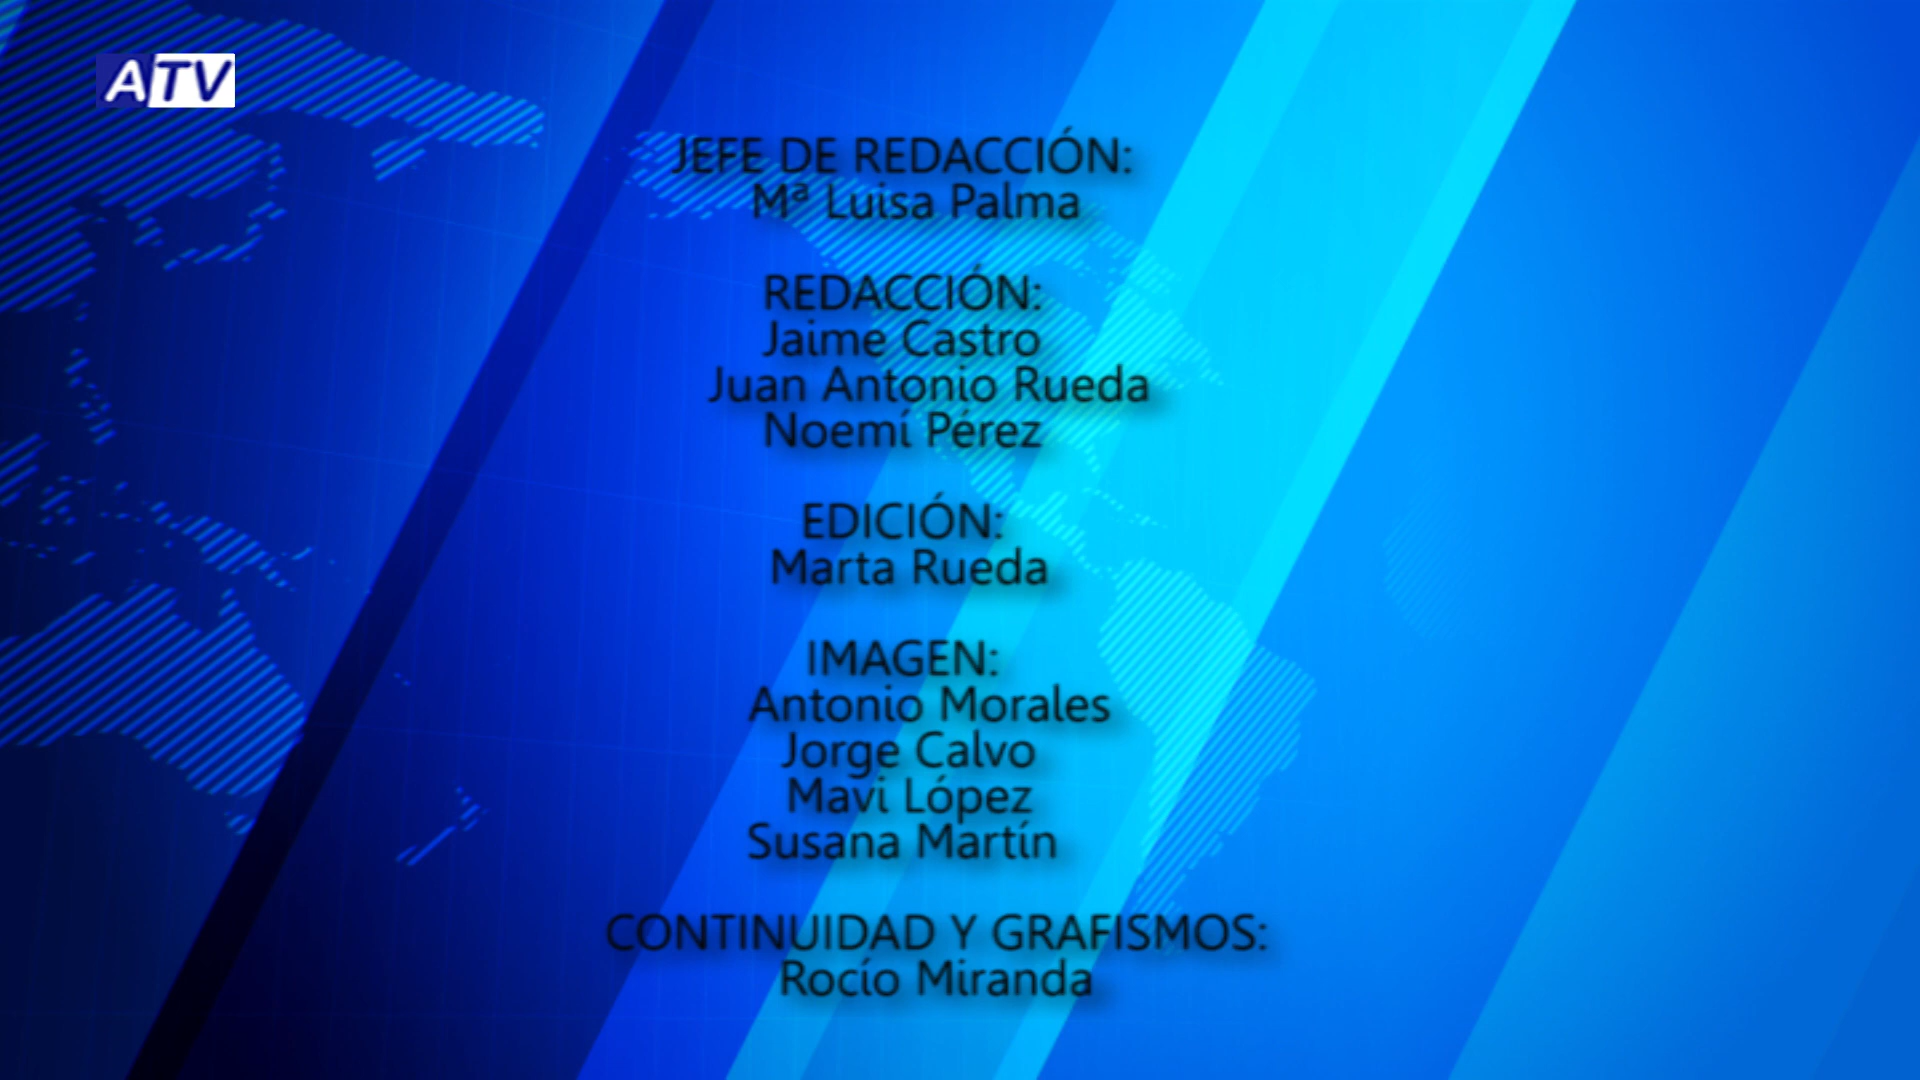 ATV
JEFE DE REDACCIÓN:
Mª Luisa Palma
REDACCIÓN:
Jaime Castro
Juan Antonio Rueda
Noemí Pérez
EDICIÓN:
Marta Rueda
IMAGEN:
Antonio Morales
Jorge Calvo
Mavi López
Susana Martín
CONTINUIDAD Y GRAFISMOS:
Rocío Miranda